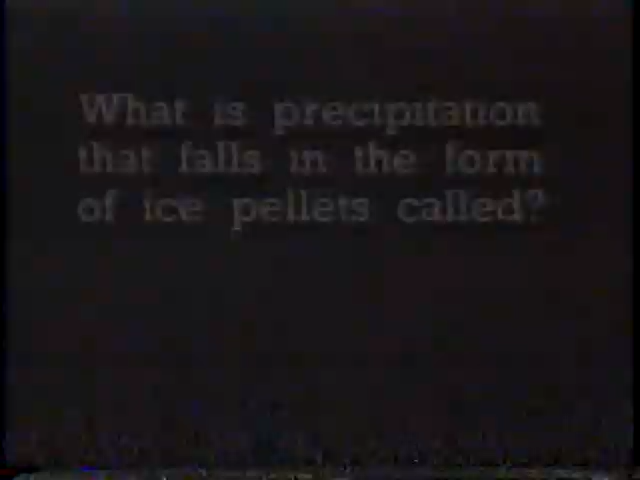 What is precipitation
that falls in the form
of ice pellets called?